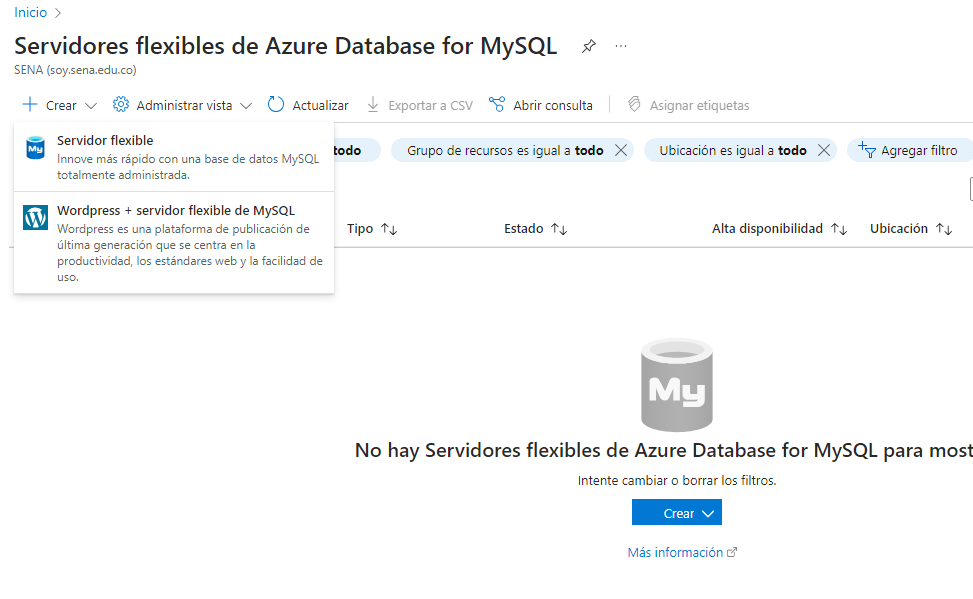 Inicio
Servidores flexibles de Azure Database for MySQL
SENA (soy.sena.edu.co)
Crear
Administrar vista
Actualizar
Exportar a CSV
Abrir consulta
Asignar etiquetas
My
Servidor flexible
Innove más rápido con una base de datos MySQL
totalmente administrada.
Wordpress + servidor flexible de MySQL
Wordpress es una plataforma de publicación de
última generación que se centra en la
productividad, los estándares web y la facilidad de
uso.
todo
Grupo de recursos es igual a todo
Ubicación es igual a todo
Agregar filtro
Tipo
Estado
Alta disponibilidad
Ubicación
My
No hay Servidores flexibles de Azure Database for MySQL para most
Intente cambiar o borrar los filtros.
Crear
Más información